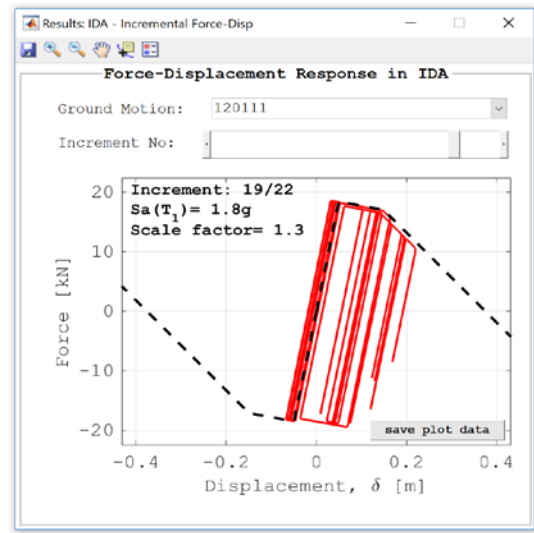 Results: IDA - Incremental Force-Disp
Force-Displacement Response in IDA
Ground Motion: 120111
Increment No:
Increment: 19/22
Sa(T1)= 1.8g
Scale factor= 1.3
20
10
0
-10
-20
Force [kN]
save plot data
-0.4 -0.2 0 0.2 0.4
Displacement, δ [m]